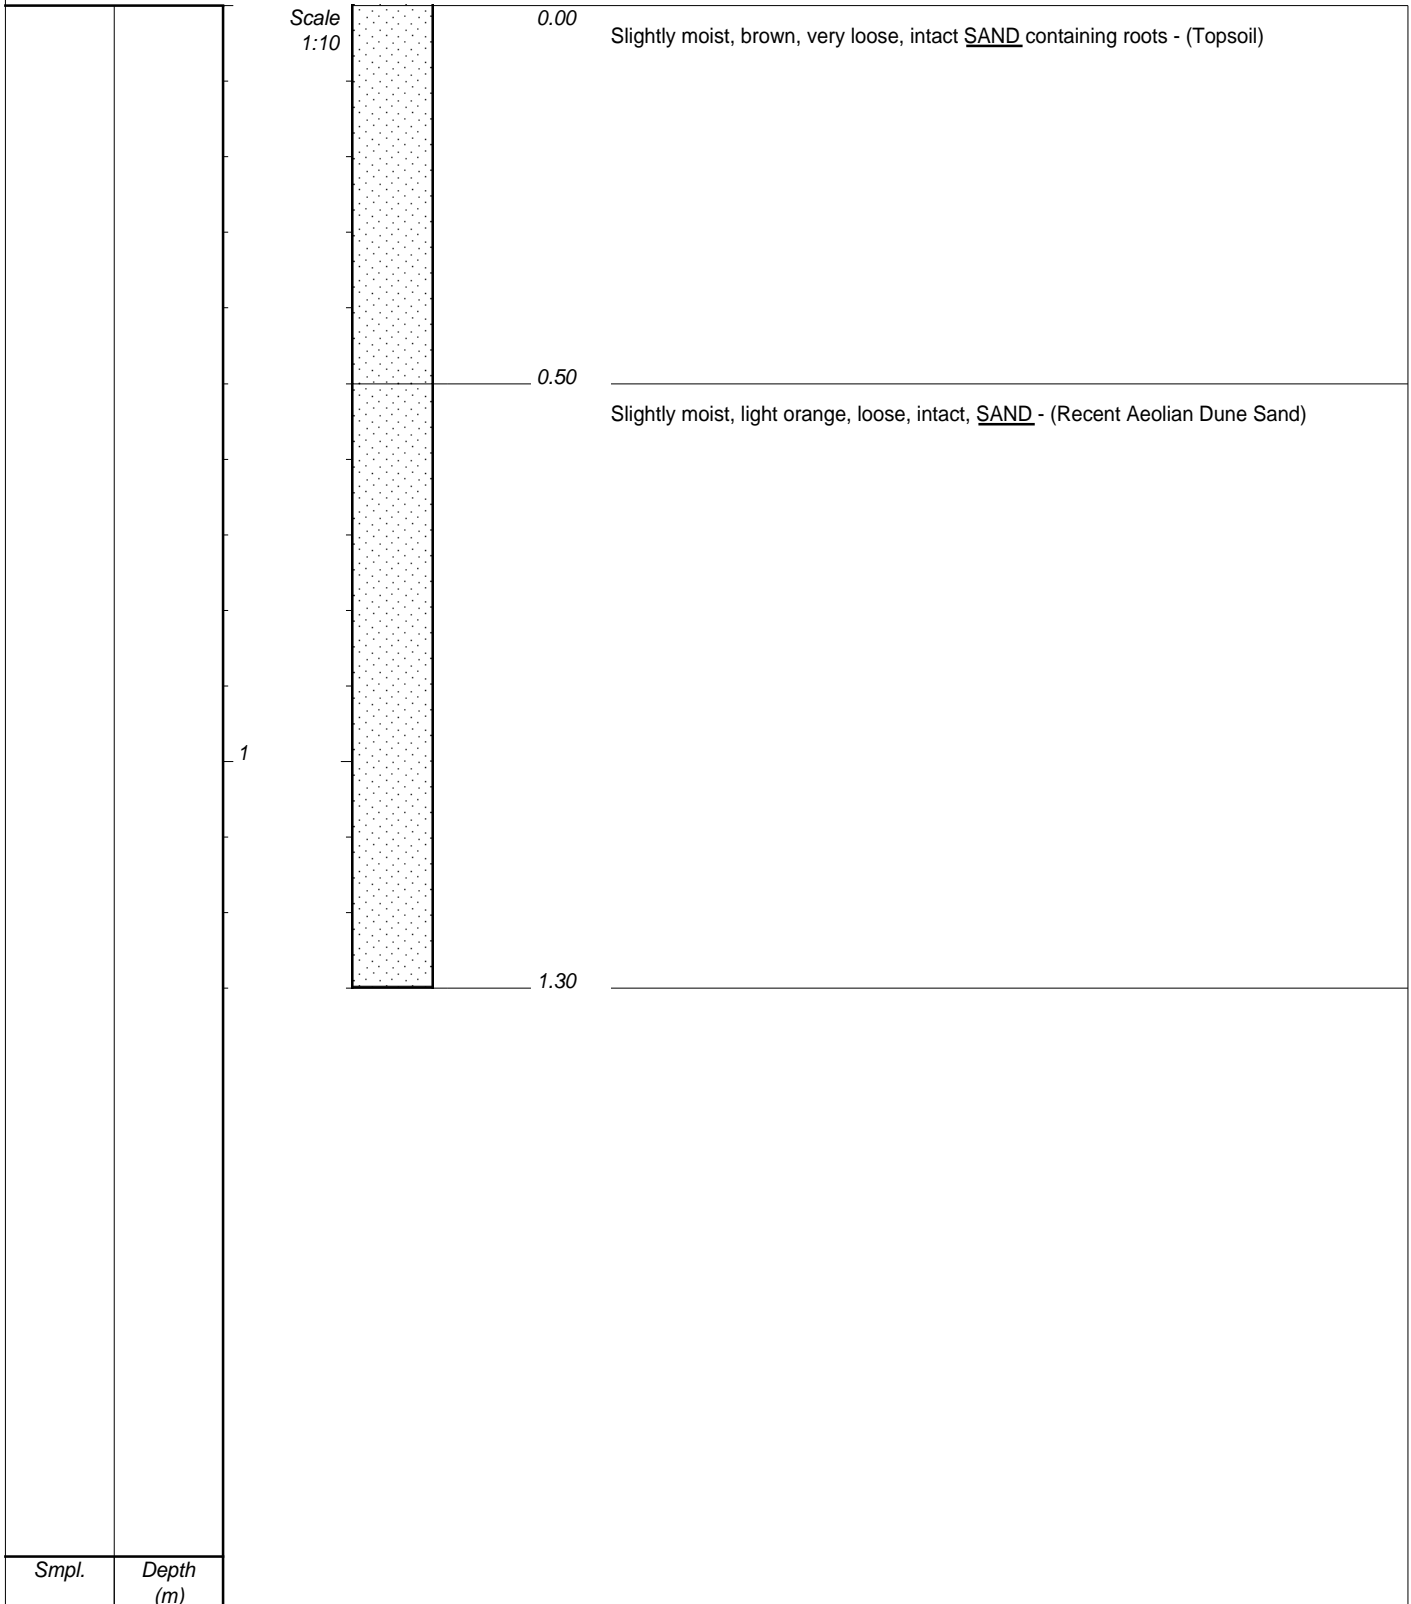 Scale
1:10
0.00
Slightly moist, brown, very loose, intact SAND containing roots - (Topsoil)
0.50
Slightly moist, light orange, loose, intact, SAND - (Recent Aeolian Dune Sand)
1
1.30
Smpl.
Depth
(m)